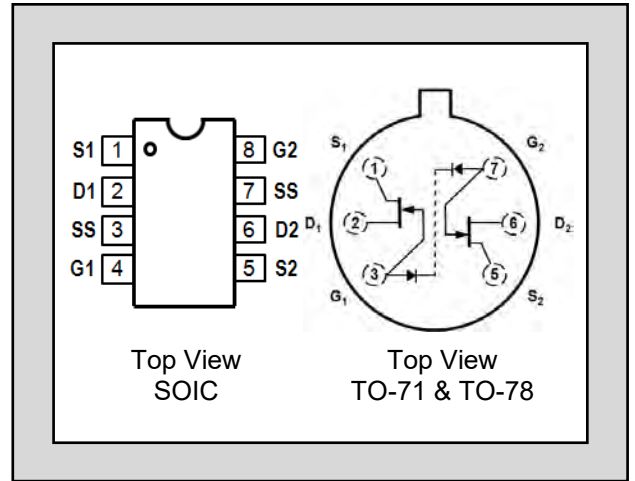 S1 1 8 G2
D1 2 7 SS
SS 3 6 D2
G1 4 5 S2
Top View
SOIC
S1 G2
1 7
D1 2 6 D2
3 5
G1 S2
Top View
TO-71 & TO-78